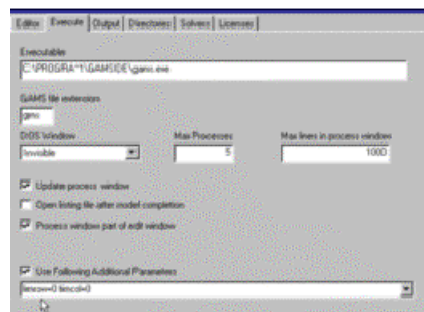 Editor Execute Output Directories Solvers Licenses
Executable
C:\PROGRA~1\GAMSIDE\gams.exe
GAMS file extension
gms
DOS Window Max Processes Max lines in process window
Invisible 5 1000
Update process window
Open listing file after model completion
Process window part of edit window
Use Following Additional Parameters
limrow=0 limcol=0